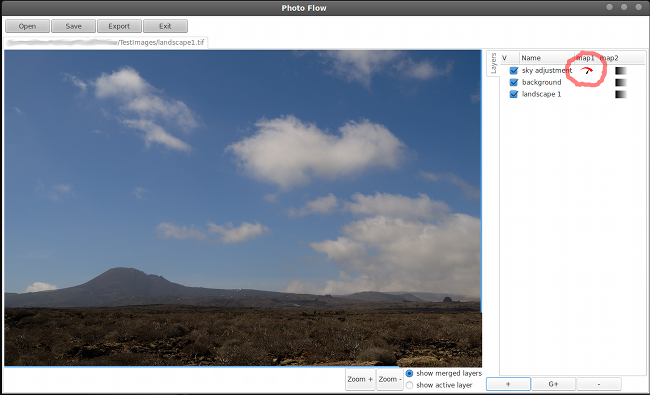 Photo Flow
Open Save Export Exit
/TestImages/landscape1.tif
Layers
V Name map1 map2
sky adjustment
background
landscape 1
Zoom + Zoom -
show merged layers
show active layer
+ G+ -